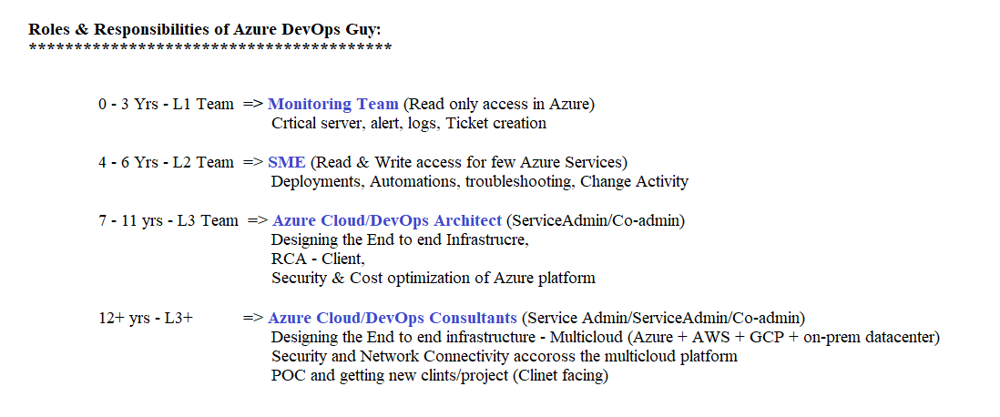 Roles & Responsibilities of Azure DevOps Guy:
****************************************
0 - 3 Yrs - L1 Team => Monitoring Team (Read only access in Azure)
Crtical server, alert, logs, Ticket creation
4 - 6 Yrs - L2 Team => SME (Read & Write access for few Azure Services)
Deployments, Automations, troubleshooting, Change Activity
7 - 11 yrs - L3 Team => Azure Cloud/DevOps Architect (ServiceAdmin/Co-admin)
Designing the End to end Infrastrucre,
RCA - Client,
Security & Cost optimization of Azure platform
12+ yrs - L3+ => Azure Cloud/DevOps Consultants (Service Admin/ServiceAdmin/Co-admin)
Designing the End to end infrastructure - Multicloud (Azure + AWS + GCP + on-prem datacenter)
Security and Network Connectivity accoross the multicloud platform
POC and getting new clints/project (Clinet facing)